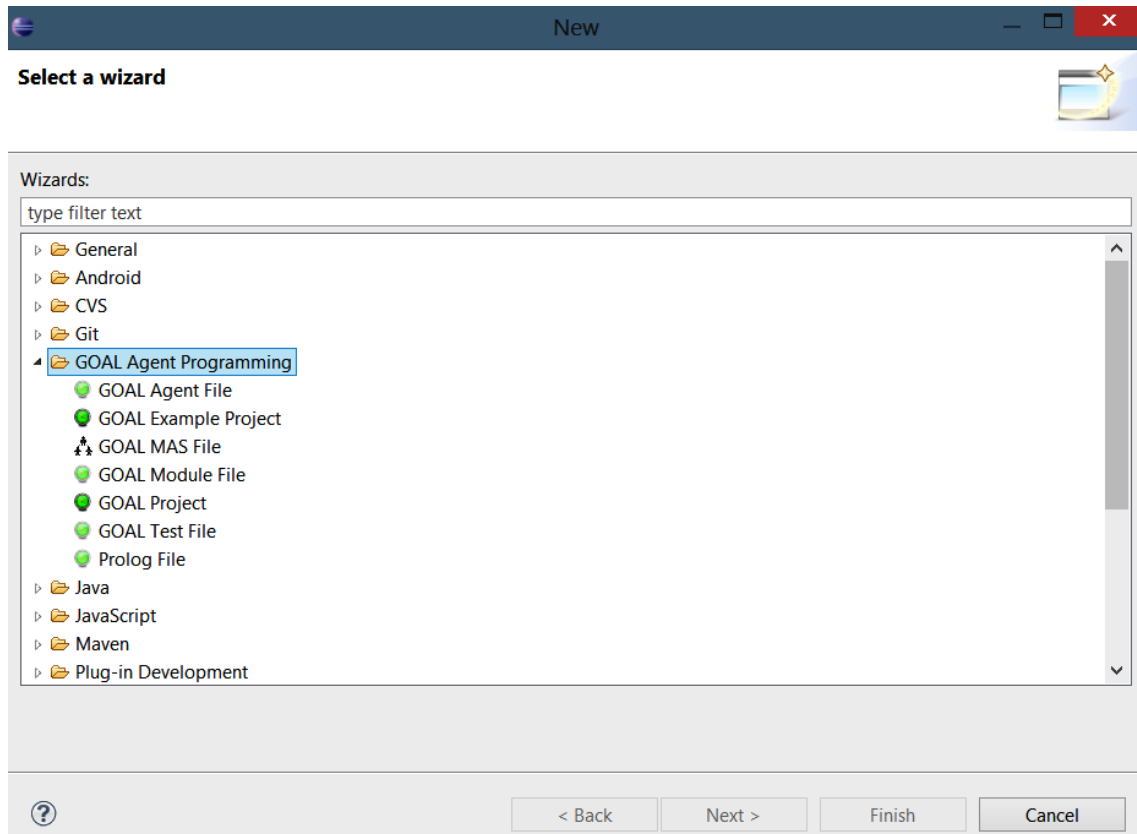 New
Select a wizard
Wizards:
type filter text
General
Android
CVS
Git
GOAL Agent Programming
GOAL Agent File
GOAL Example Project
GOAL MAS File
GOAL Module File
GOAL Project
GOAL Test File
Prolog File
Java
JavaScript
Maven
Plug-in Development
? < Back Next > Finish Cancel